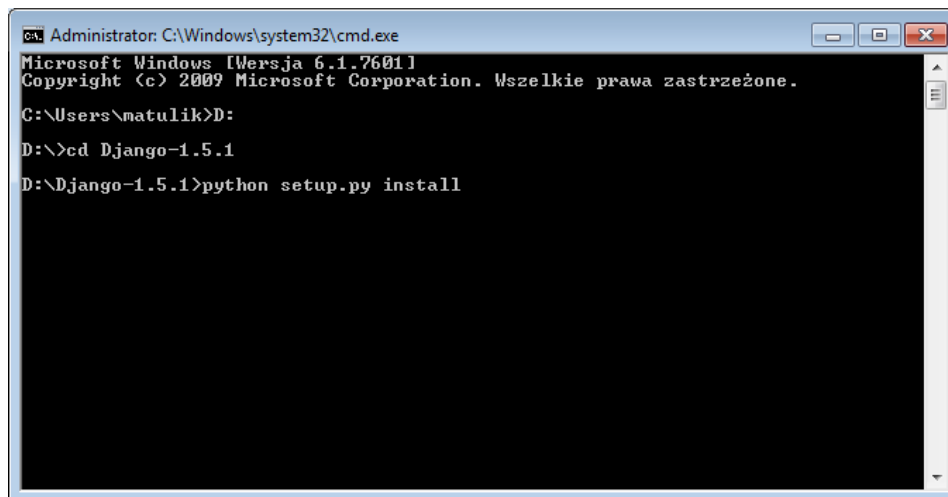 Administrator: C:\Windows\system32\cmd.exe
Microsoft Windows [Wersja 6.1.7601]
Copyright (c) 2009 Microsoft Corporation. Wszelkie prawa zastrzeżone.
C:\Users\matulik>D:
D:\>cd Django-1.5.1
D:\Django-1.5.1>python setup.py install